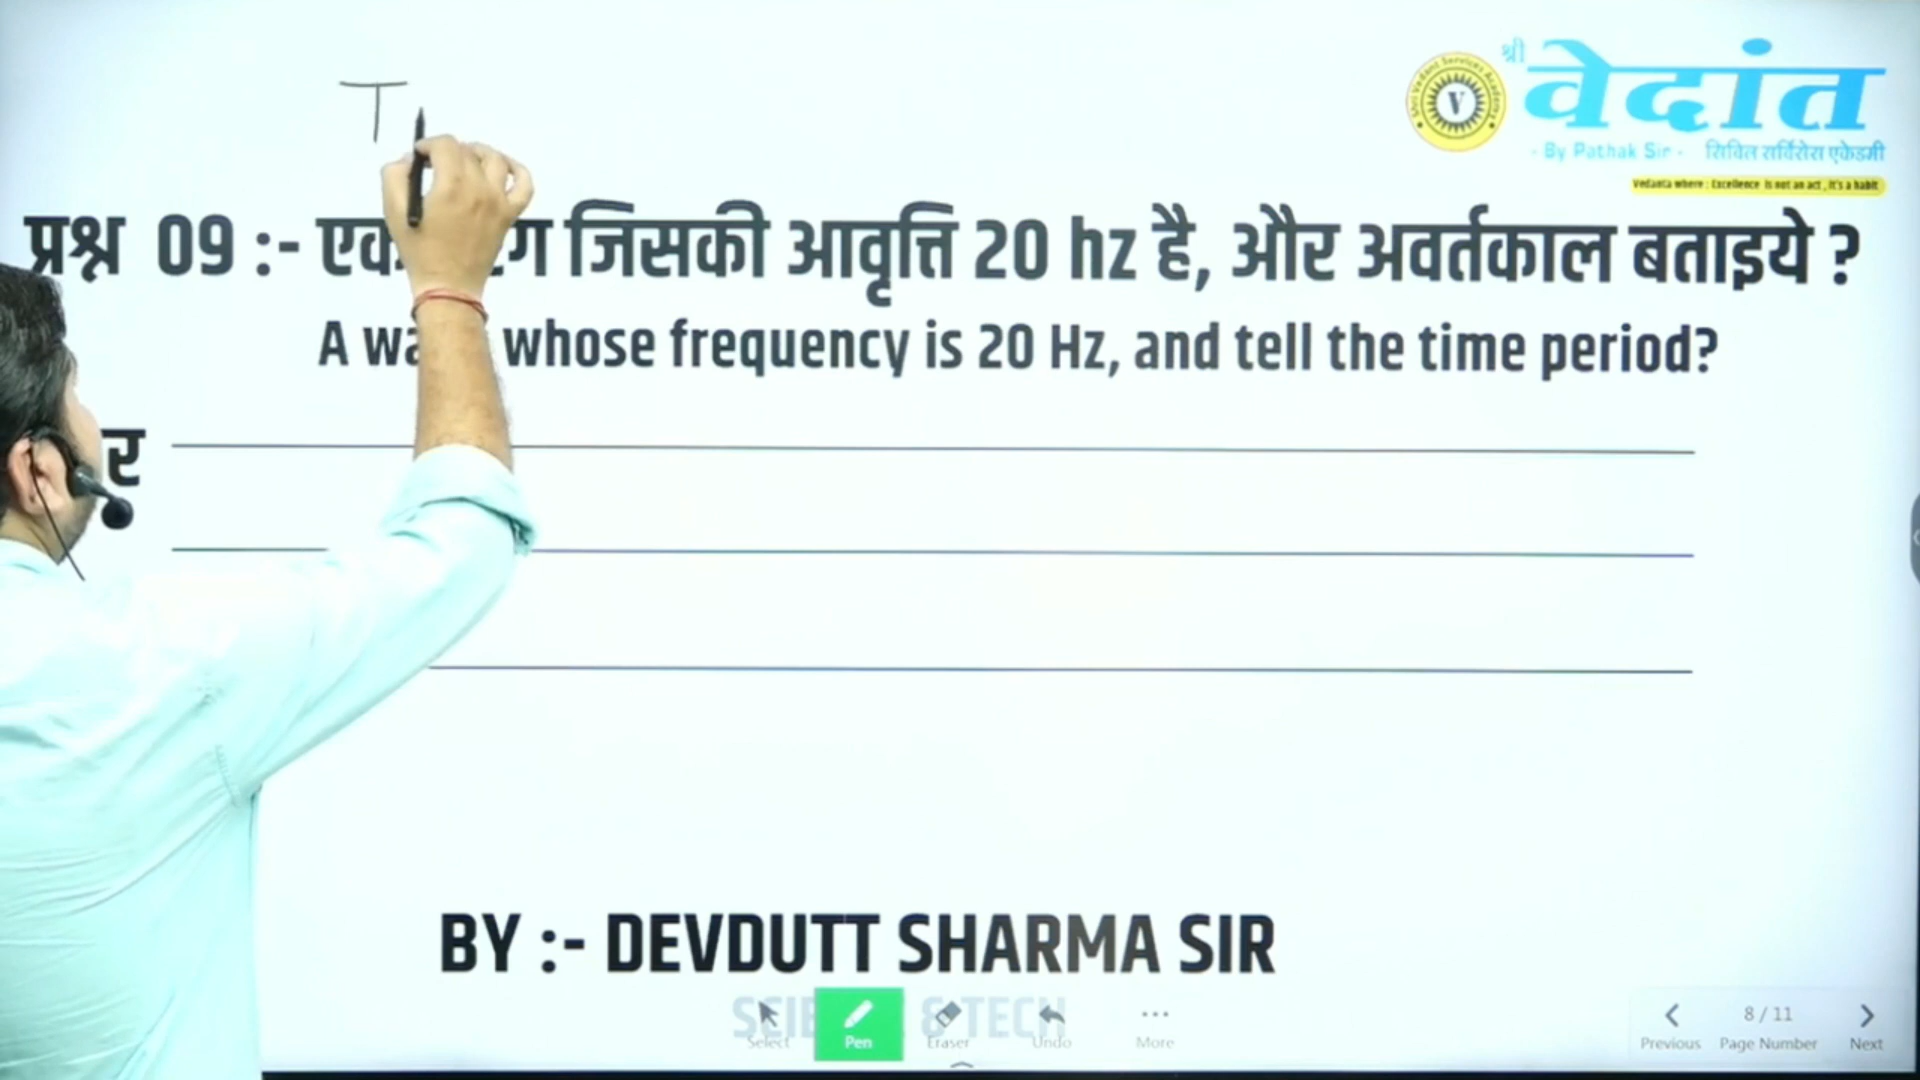 T
श्री वेदांत
V
- By Pathak Sir - सिविल सर्विसेस एकेडमी
Vedanta where : Excellence is not an act , it's a habit
प्रश्न 09 :- जिसकी आवृत्ति 20 hz है, और अवर्तकाल बताइये ?
A whose frequency is 20 Hz, and tell the time period?
BY :- DEVDUTT SHARMA SIR
& TECH
Select Pen Eraser Undo More
8 / 11
Previous Page Number Next